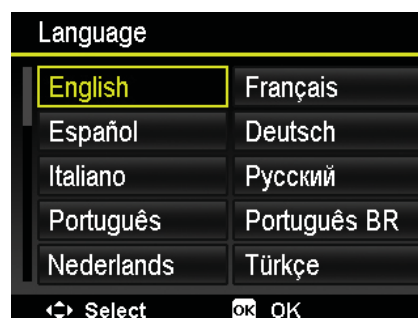 Language
English Français
Español Deutsch
Italiano Русский
Português Português BR
Nederlands Türkçe
Select OK OK